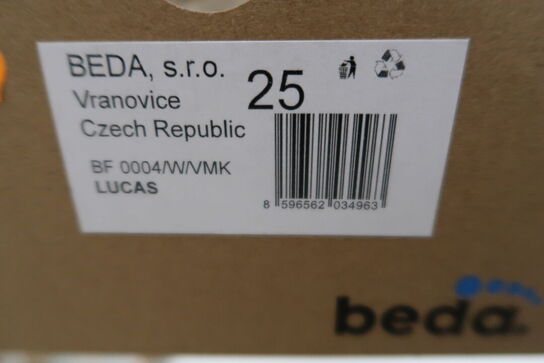 BEDA, s.r.o.
25
Vranovice
Czech Republic
BF 0004/W/VMK
LUCAS
8 596562 034963
beda